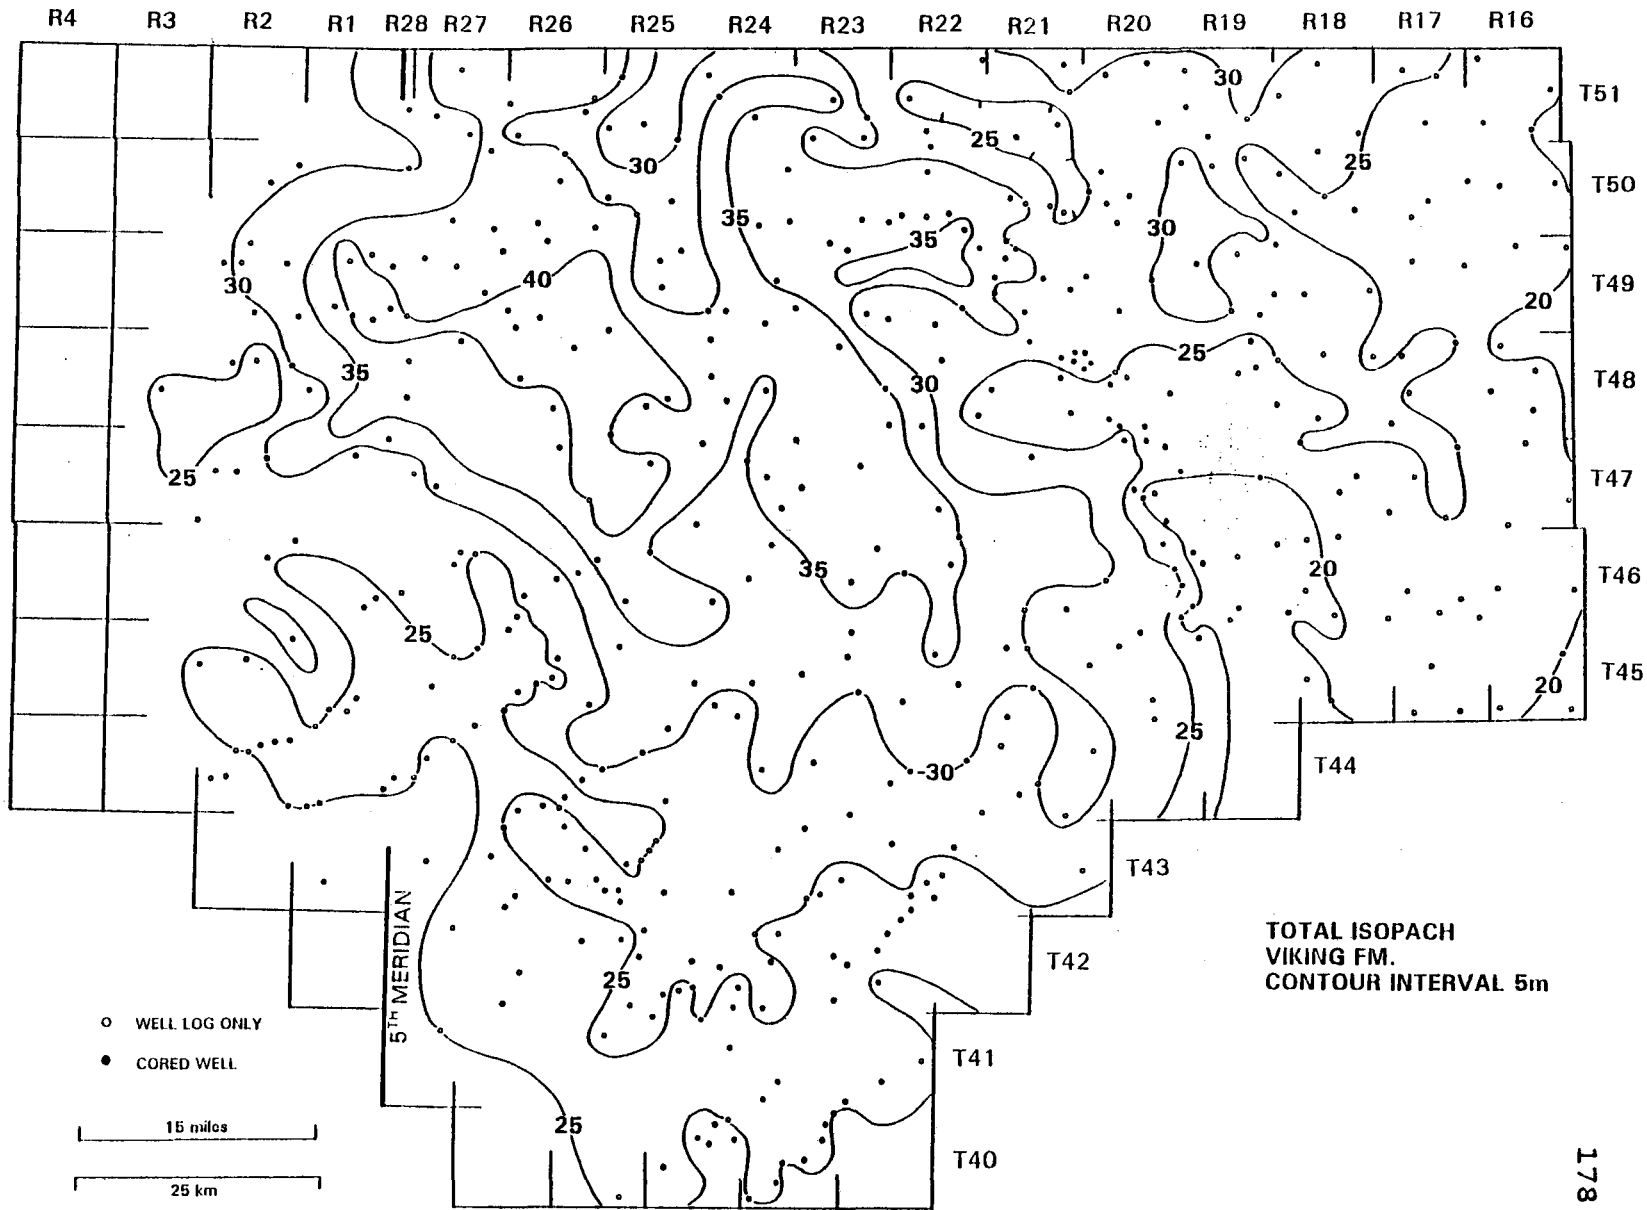 R4 R3 R2 R1 R28 R27 R26 R25 R24 R23 R22 R21 R20 R19 R18 R17 R16
30
T51
25
30
25
T50
35
30
35
40
30
T49
20
25
35
30
T48
25
T47
35
20
T46
25
T45
20
25
-30
T44
T43
5TH MERIDIAN
TOTAL ISOPACH
VIKING FM.
CONTOUR INTERVAL 5m
T42
25
WELL LOG ONLY
CORED WELL
T41
15 miles
25
T40
25 km
178